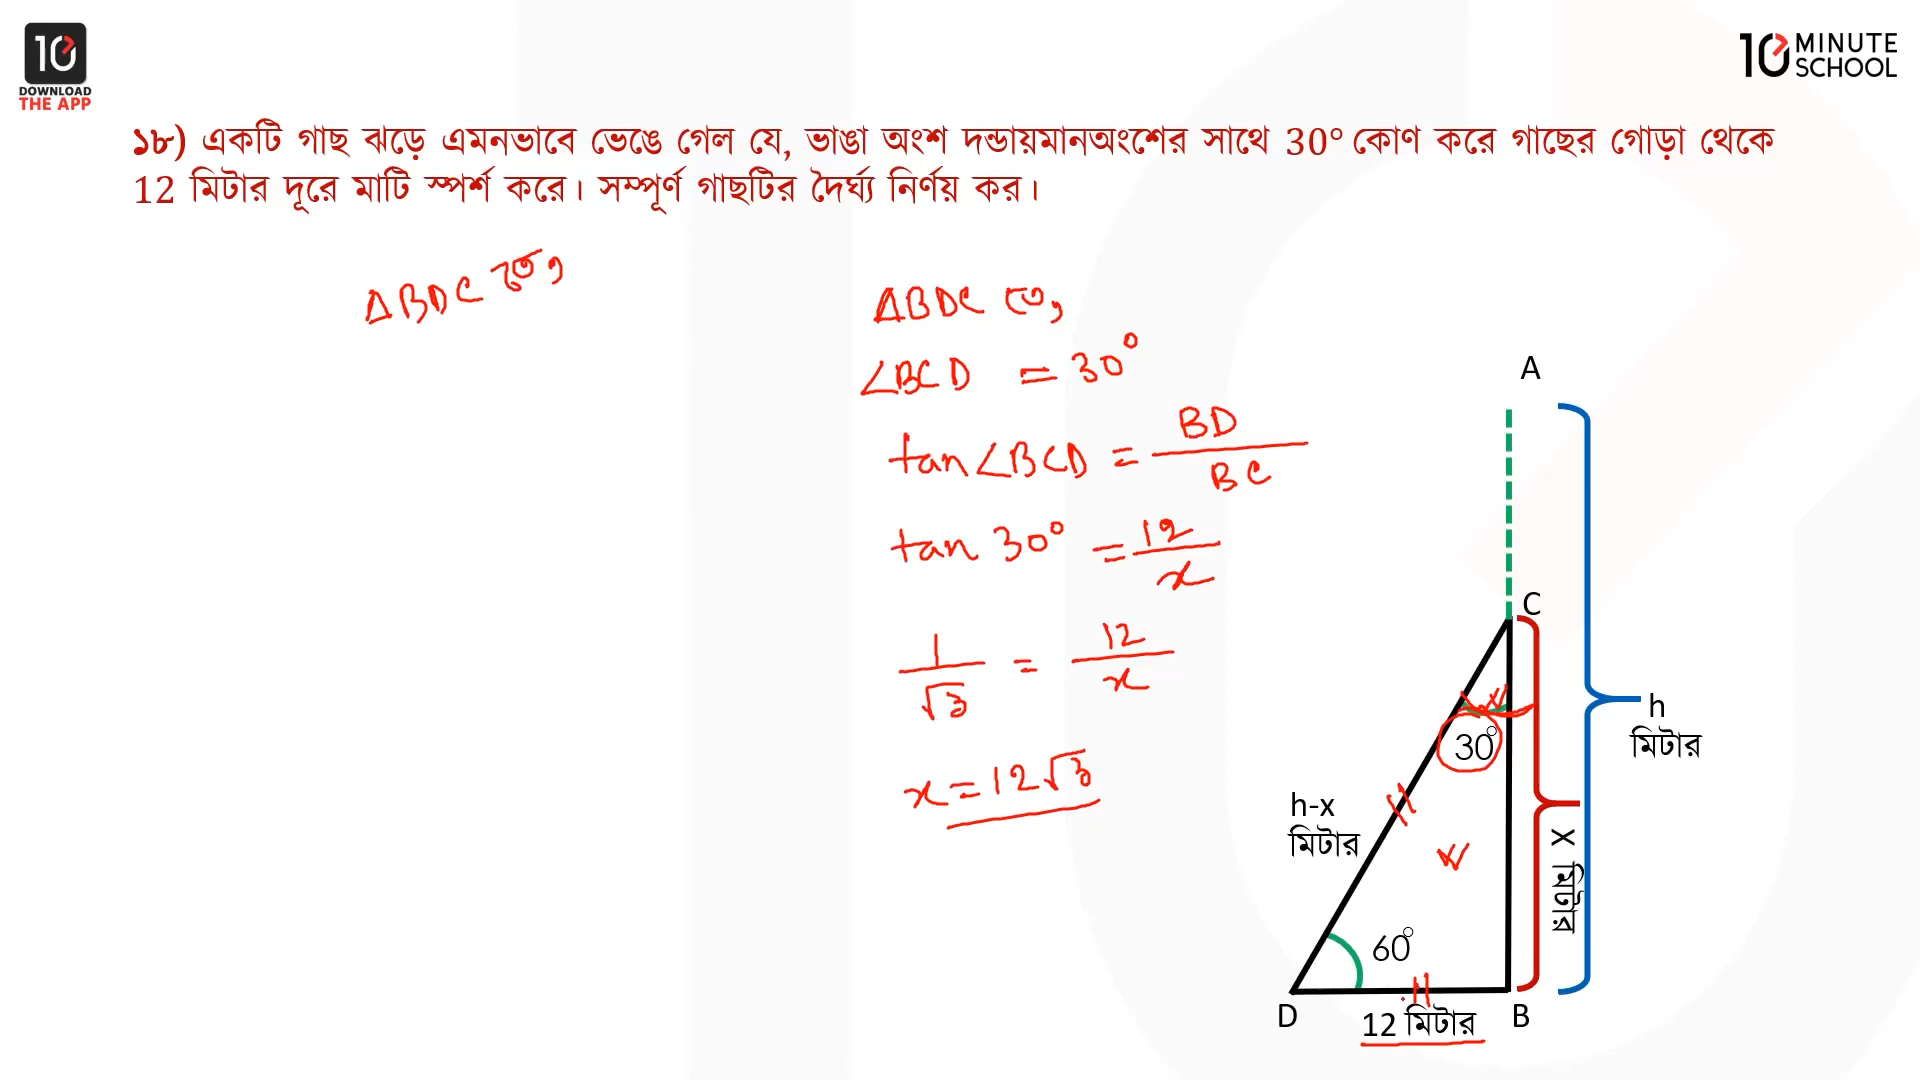 10
DOWNLOAD
THE APP
10 MINUTE
SCHOOL
১৮) একটি গাছ ঝড়ে এমনভাবে ভেঙে গেল যে, ভাঙা অংশ দন্ডায়মানঅংশের সাথে 30° কোণ করে গাছের গোড়া থেকে
12 মিটার দূরে মাটি স্পর্শ করে। সম্পূর্ণ গাছটির দৈর্ঘ্য নির্ণয় কর।
ΔBDC তে,
ΔBDC তে,
∠BCD = 30°
tan∠BCD = BD/BC
tan 30° = 12/x
1/√3 = 12/x
x = 12√3
A
C
30°
h
মিটার
h-x
মিটার
X মিটার
60°
D
12 মিটার
B